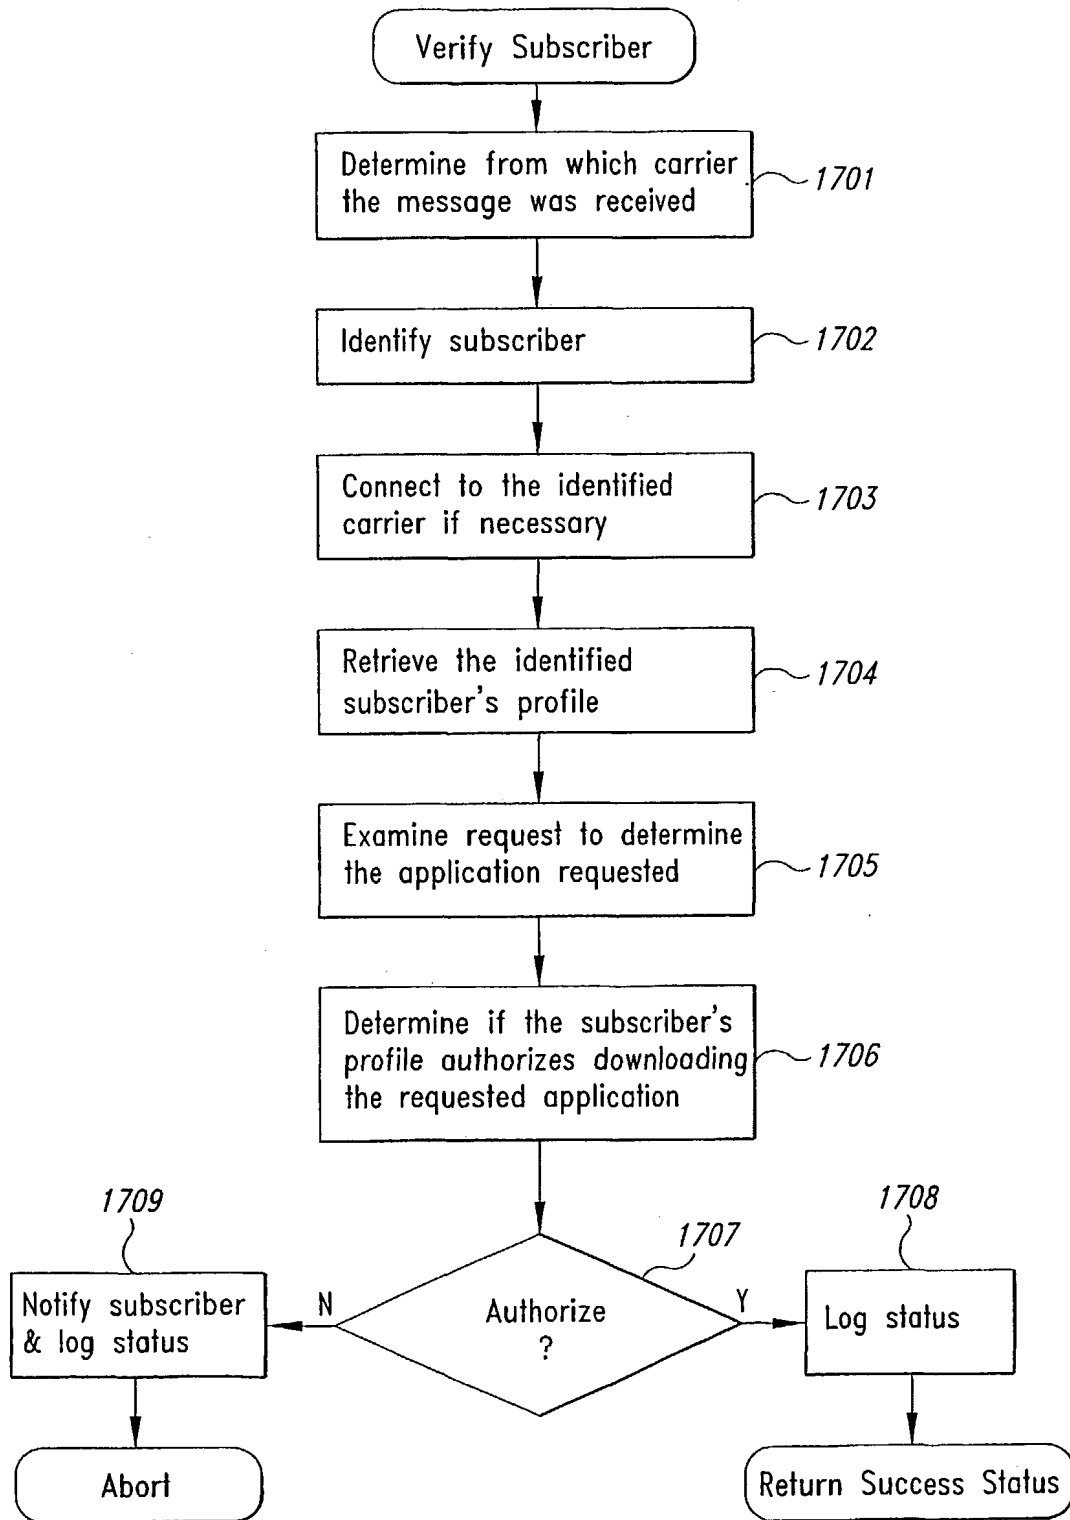 Verify Subscriber
Determine from which carrier
the message was received
1701
Identify subscriber
1702
Connect to the identified
carrier if necessary
1703
Retrieve the identified
subscriber's profile
1704
Examine request to determine
the application requested
1705
Determine if the subscriber's
profile authorizes downloading
the requested application
1706
1709
1707
1708
Notify subscriber
& log status
N
Authorize
?
Y
Log status
Abort
Return Success Status